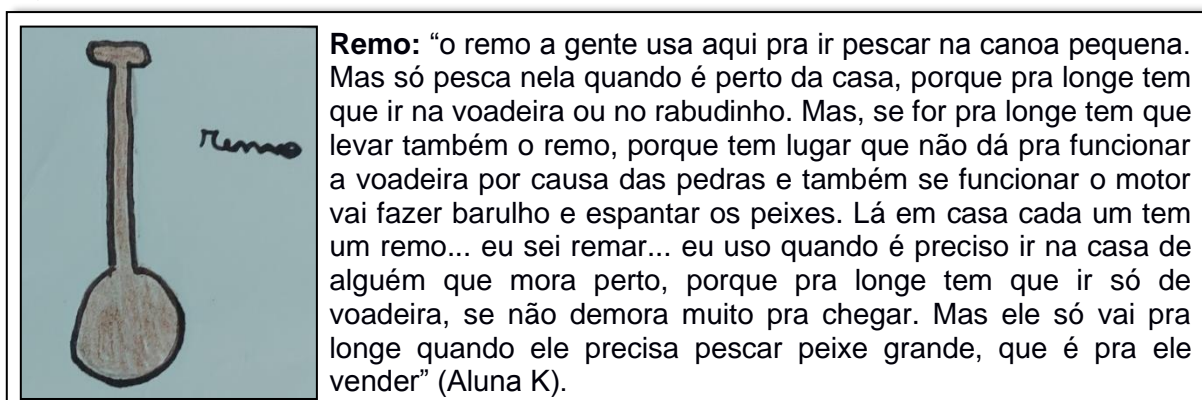 remo
Remo: “o remo a gente usa aqui pra ir pescar na canoa pequena.
Mas só pesca nela quando é perto da casa, porque pra longe tem
que ir na voadeira ou no rabudinho. Mas, se for pra longe tem que
levar também o remo, porque tem lugar que não dá pra funcionar
a voadeira por causa das pedras e também se funcionar o motor
vai fazer barulho e espantar os peixes. Lá em casa cada um tem
um remo... eu sei remar... eu uso quando é preciso ir na casa de
alguém que mora perto, porque pra longe tem que ir só de
voadeira, se não demora muito pra chegar. Mas ele só vai pra
longe quando ele precisa pescar peixe grande, que é pra ele
vender” (Aluna K).